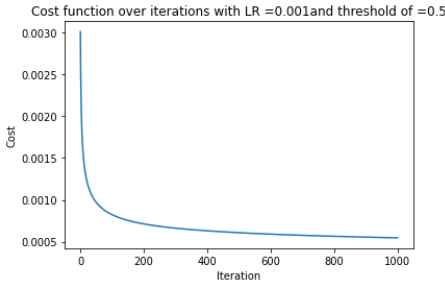 Cost function over iterations with LR =0.001and threshold of =0.5
0.0030
0.0025
0.0020
0.0015
0.0010
0.0005
Cost
0 200 400 600 800 1000
Iteration